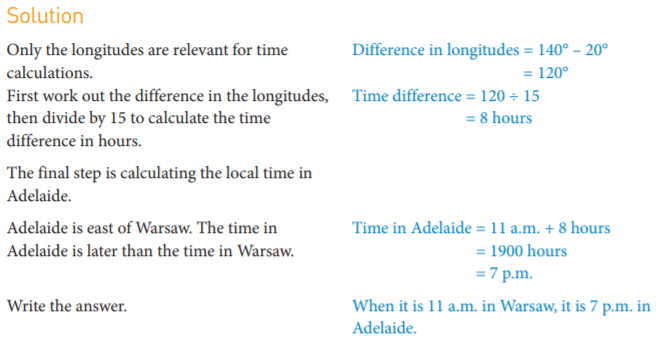 Solution
Only the longitudes are relevant for time
calculations.
Difference in longitudes = 140° – 20°
= 120°
First work out the difference in the longitudes,
then divide by 15 to calculate the time
difference in hours.
Time difference = 120 ÷ 15
= 8 hours
The final step is calculating the local time in
Adelaide.
Adelaide is east of Warsaw. The time in
Adelaide is later than the time in Warsaw.
Time in Adelaide = 11 a.m. + 8 hours
= 1900 hours
= 7 p.m.
Write the answer.
When it is 11 a.m. in Warsaw, it is 7 p.m. in
Adelaide.